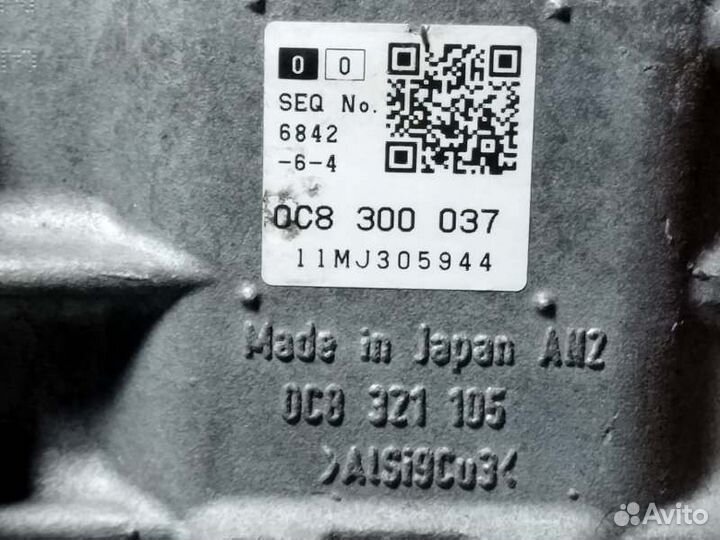 0 0
SEQ No.
6842
-6-4
0C8 300 037
11MJ305944
Made in Japan AN2
0C8 321 105
>AlSi9Cu3<
Avito